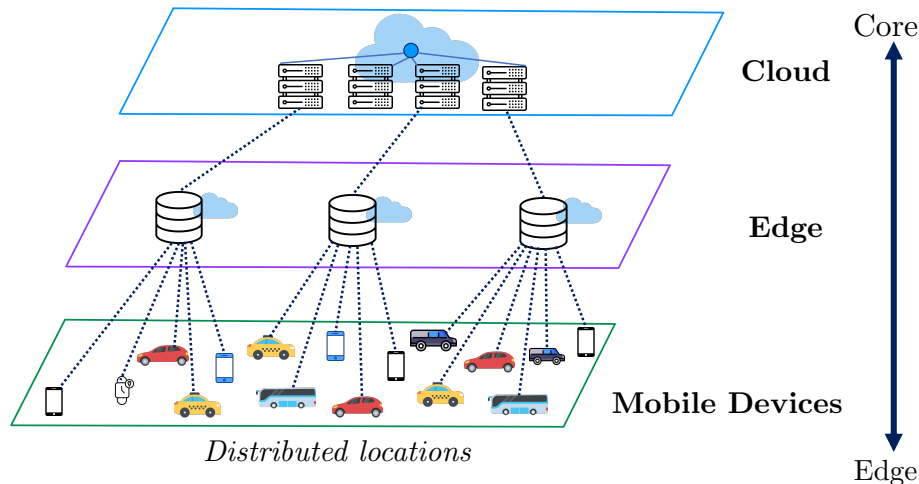 Core
Cloud
Edge
Mobile Devices
Distributed locations
Edge